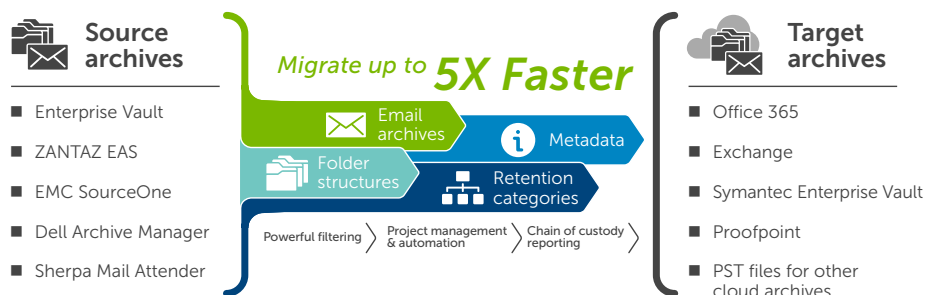 Source
archives
Enterprise Vault
ZANTAZ EAS
EMC SourceOne
Dell Archive Manager
Sherpa Mail Attender
Migrate up to 5X Faster
Email
archives
Metadata
Folder
structures
Retention
categories
Powerful filtering
Project management
& automation
Chain of custody
reporting
Target
archives
Office 365
Exchange
Symantec Enterprise Vault
Proofpoint
PST files for other
cloud archives